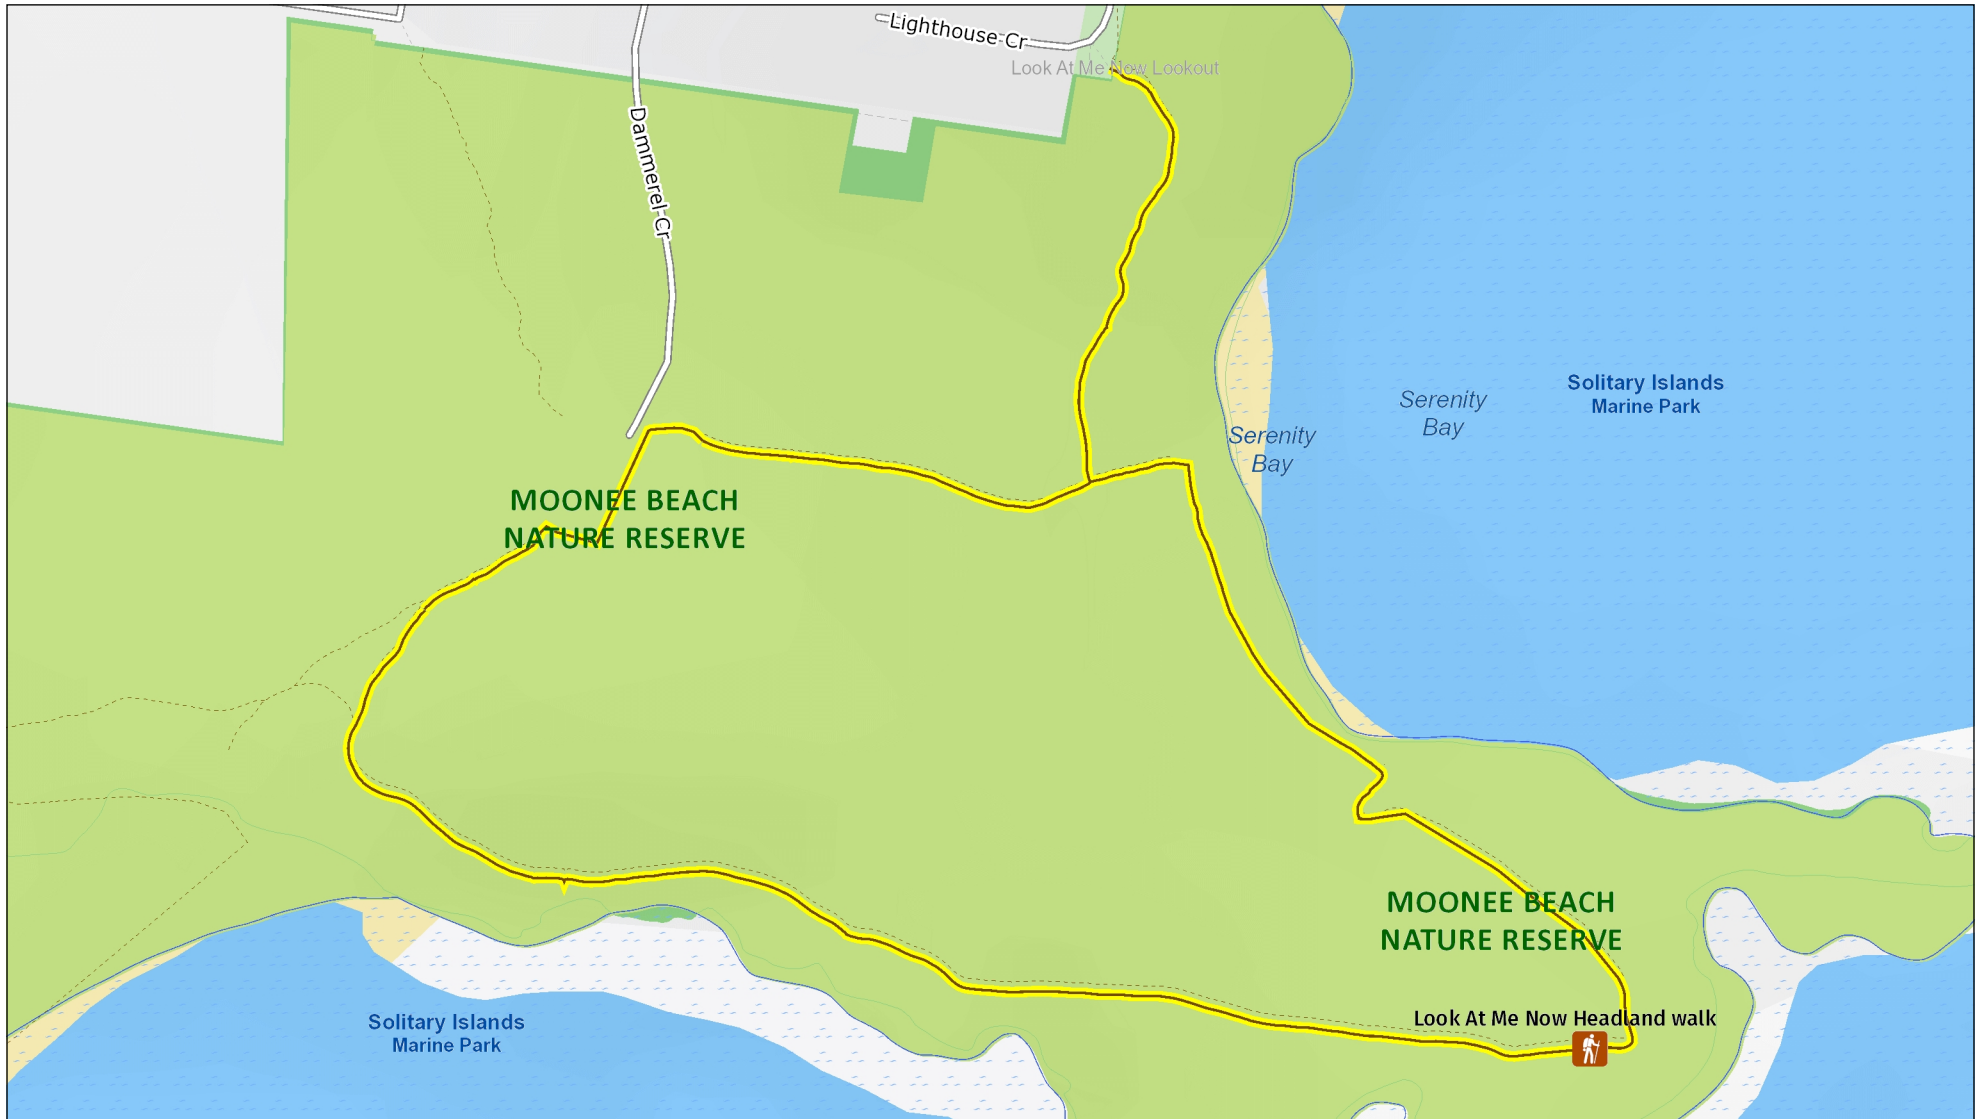 Lighthouse Cr
Look At Me Now Lookout
Dammerel Cr
Solitary Islands
Marine Park
Serenity
Bay
Serenity
Bay
MOONEE BEACH
NATURE RESERVE
MOONEE BEACH
NATURE RESERVE
Look At Me Now Headland walk
Solitary Islands
Marine Park